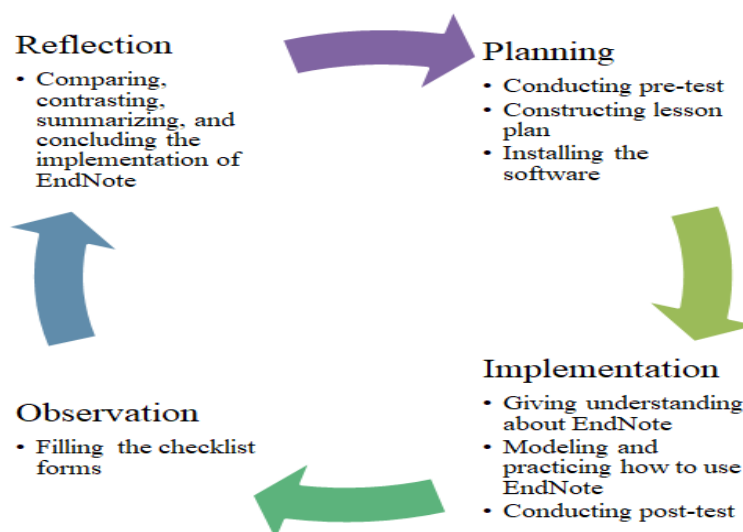 Reflection
• Comparing,
contrasting,
summarizing, and
concluding the
implementation of
EndNote
Planning
• Conducting pre-test
• Constructing lesson
plan
• Installing the
software
Implementation
• Giving understanding
about EndNote
• Modeling and
practicing how to use
EndNote
• Conducting post-test
Observation
• Filling the checklist
forms